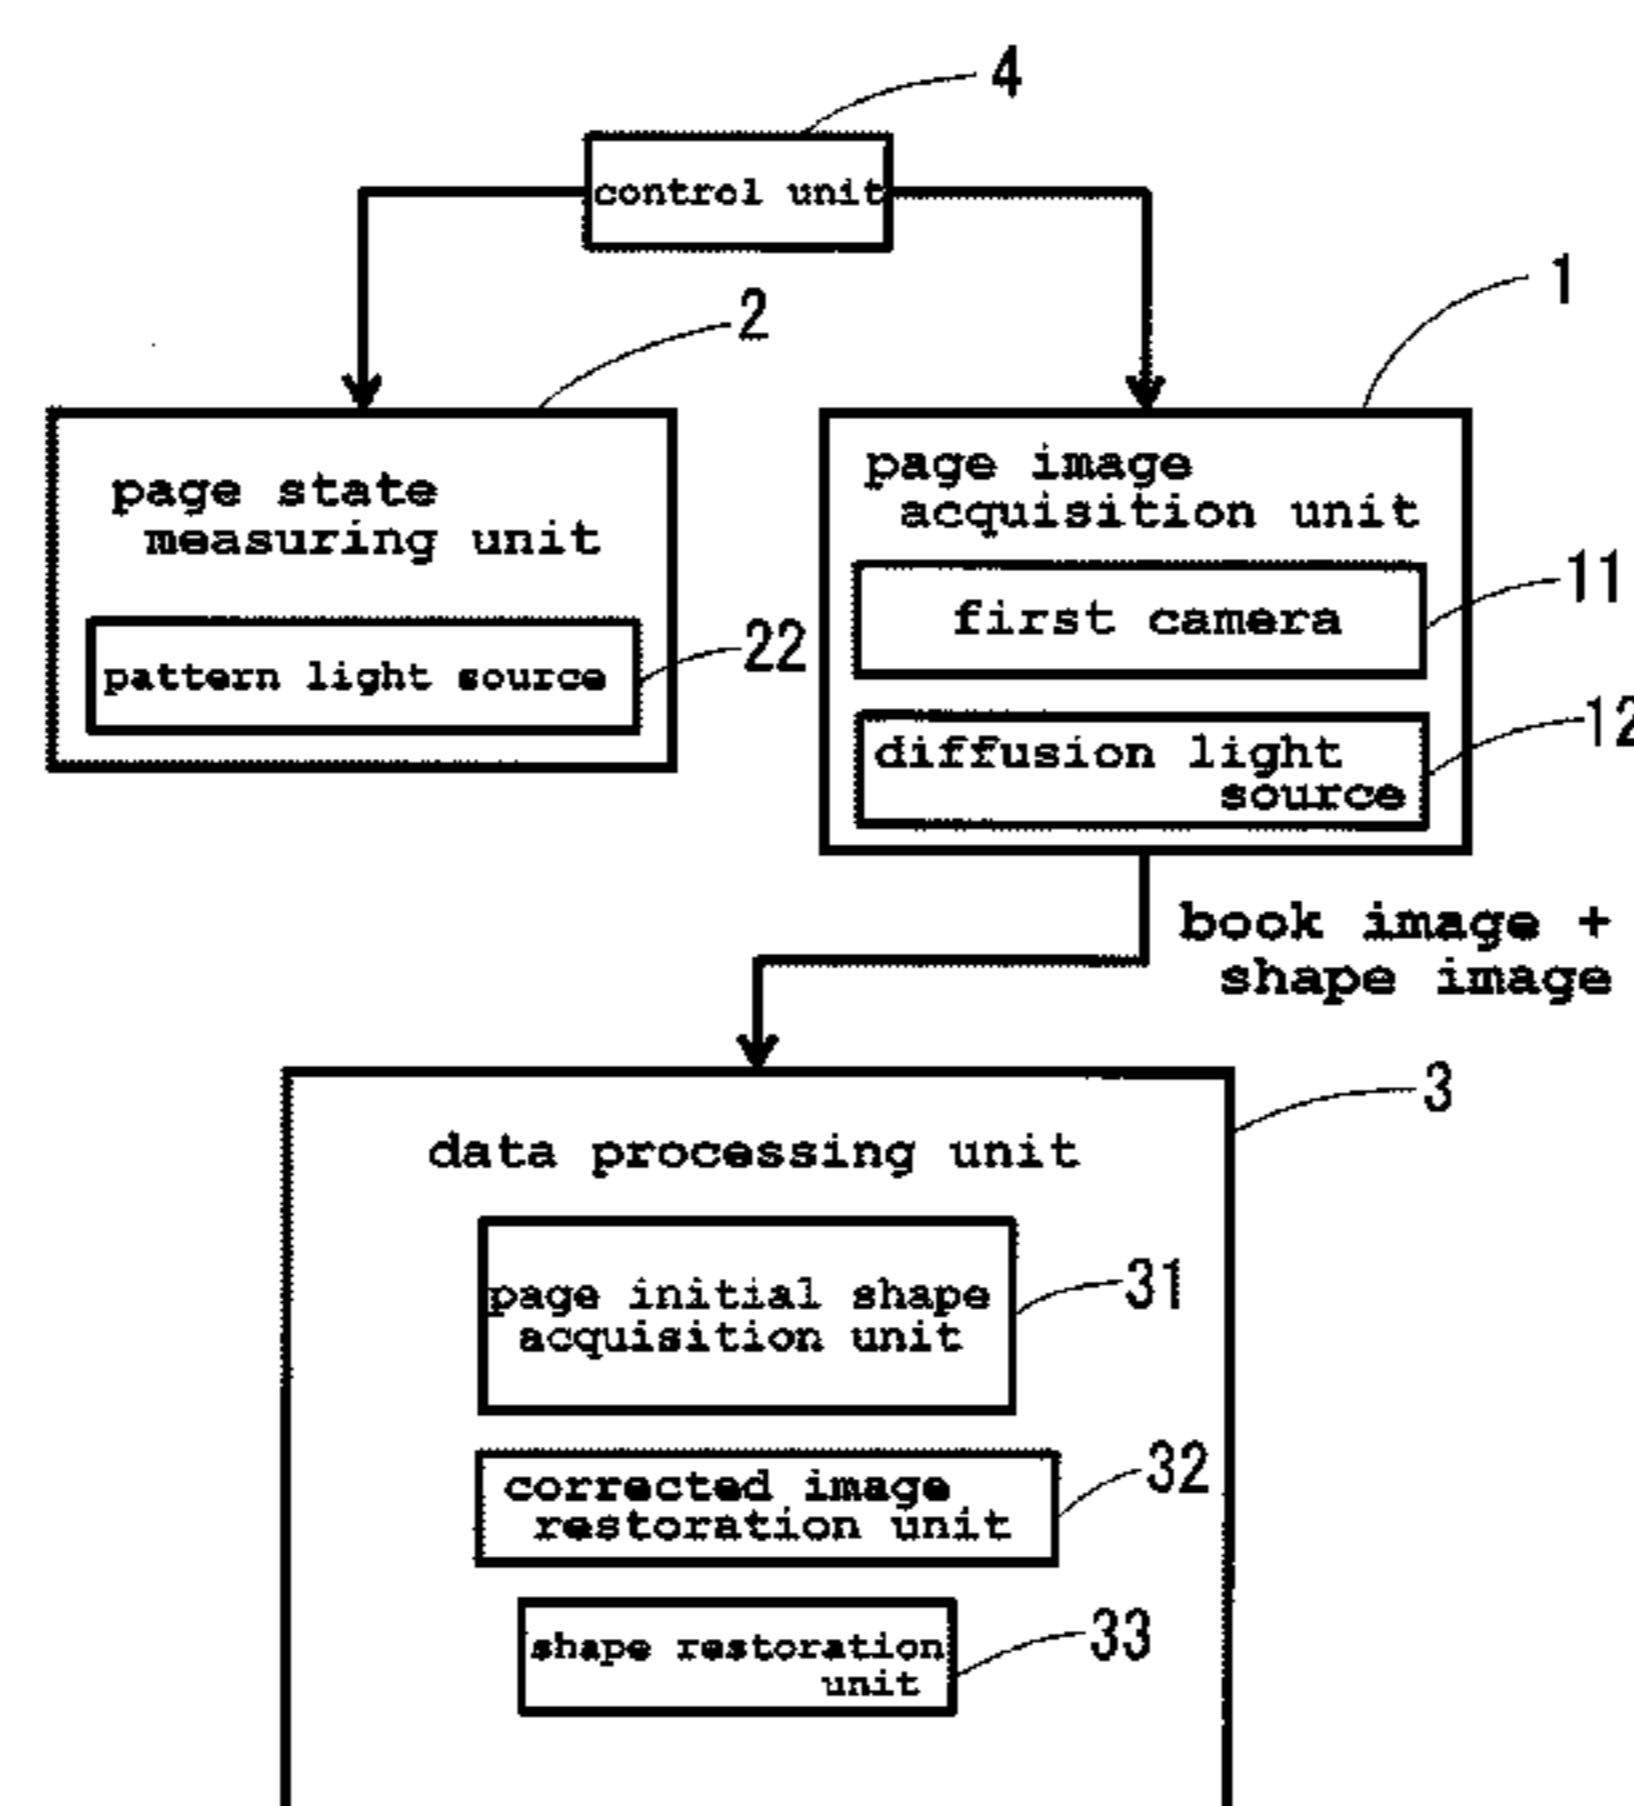 4
control unit
1
2
page image
acquisition unit
page state
measuring unit
first camera
11
pattern light source
22
diffusion light
source
12
book image +
shape image
3
data processing unit
page initial shape
acquisition unit
31
corrected image
restoration unit
32
shape restoration
unit
33